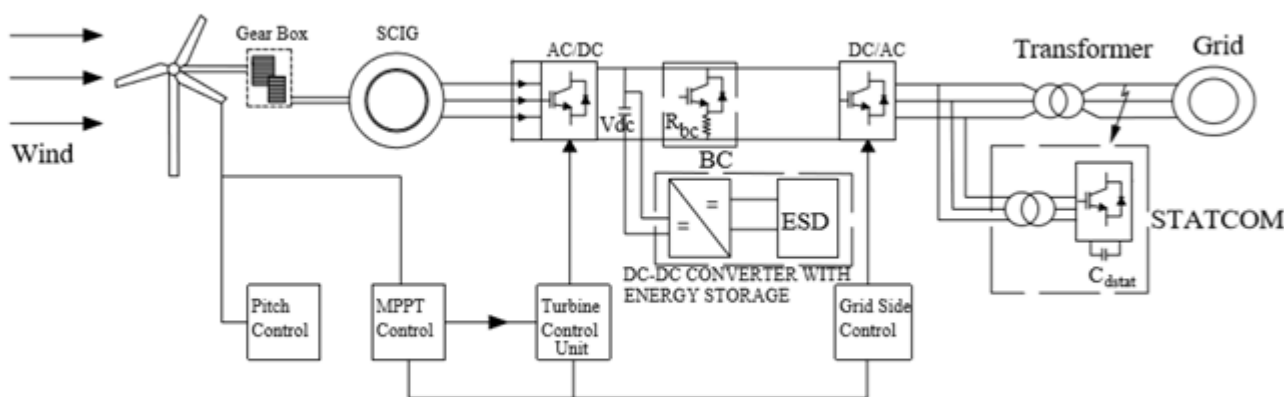 Wind
Gear Box
SCIG
AC/DC
Vdc
Rbc
BC
DC/AC
Transformer
Grid
=
=
ESD
DC-DC CONVERTER WITH
ENERGY STORAGE
STATCOM
Cdstat
Pitch
Control
MPPT
Control
Turbine
Control
Unit
Grid Side
Control